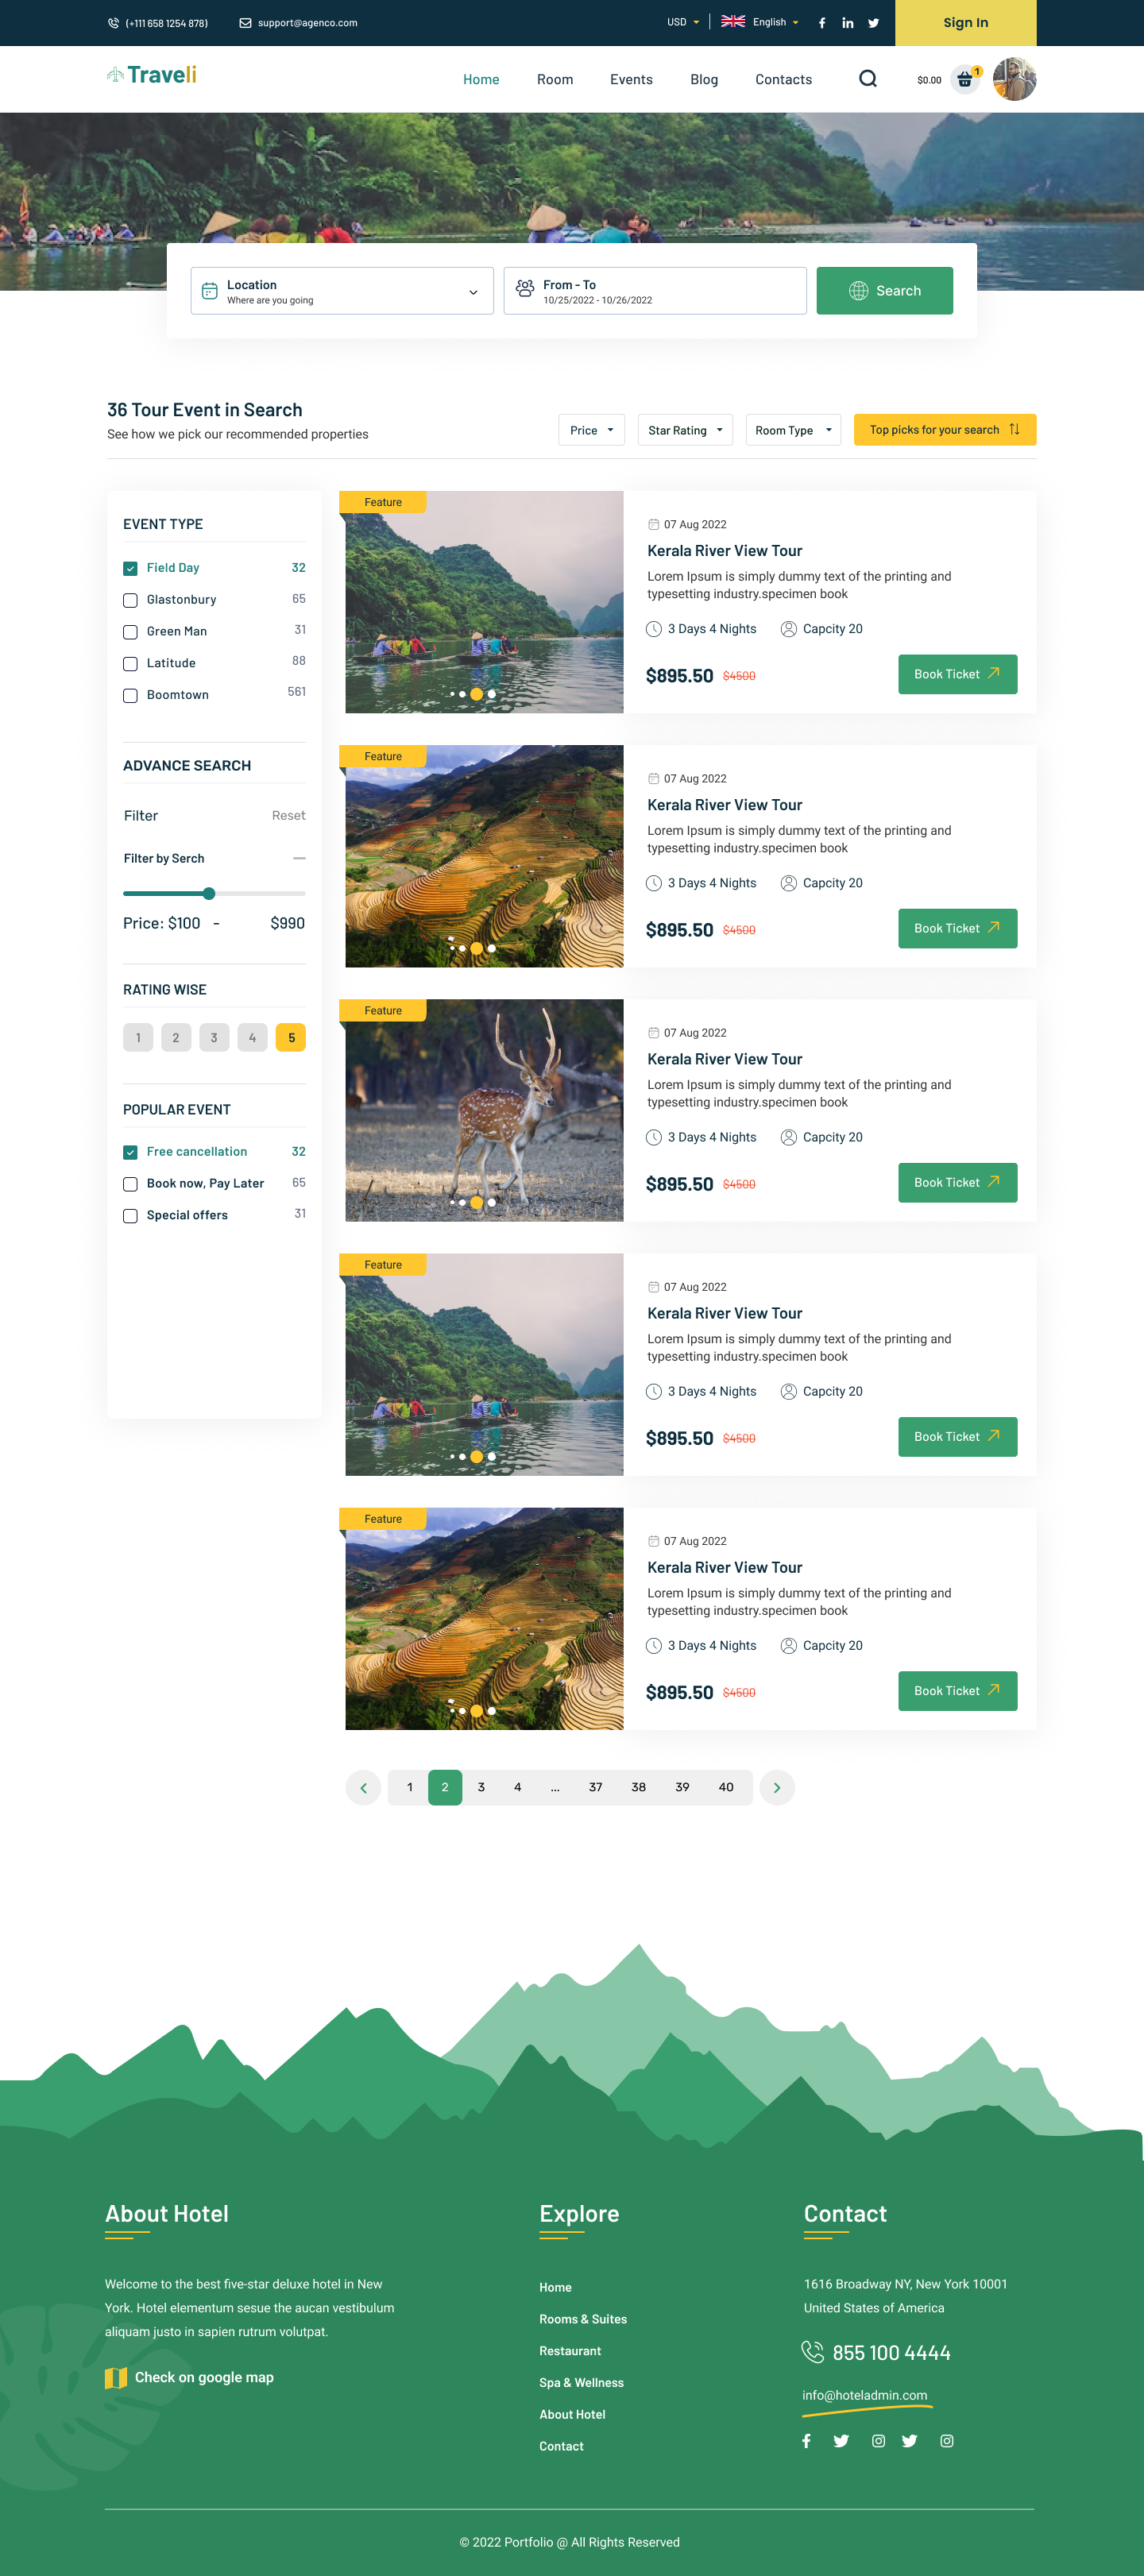 (+111 658 1254 878) support@agenco.com USD English Sign In
Traveli Home Room Events Blog Contacts $0.00 1
Location
Where are you going
From - To
10/25/2022 - 10/26/2022
Search
36 Tour Event in Search
See how we pick our recommended properties
Price Star Rating Room Type Top picks for your search
EVENT TYPE
Field Day 32
Glastonbury 65
Green Man 31
Latitude 88
Boomtown 561
ADVANCE SEARCH
Filter Reset
Filter by Serch
Price: $100 - $990
RATING WISE
1 2 3 4 5
POPULAR EVENT
Free cancellation 32
Book now, Pay Later 65
Special offers 31
Feature
07 Aug 2022
Kerala River View Tour
Lorem Ipsum is simply dummy text of the printing and
typesetting industry.specimen book
3 Days 4 Nights Capcity 20
$895.50 $4500 Book Ticket
Feature
07 Aug 2022
Kerala River View Tour
Lorem Ipsum is simply dummy text of the printing and
typesetting industry.specimen book
3 Days 4 Nights Capcity 20
$895.50 $4500 Book Ticket
Feature
07 Aug 2022
Kerala River View Tour
Lorem Ipsum is simply dummy text of the printing and
typesetting industry.specimen book
3 Days 4 Nights Capcity 20
$895.50 $4500 Book Ticket
Feature
07 Aug 2022
Kerala River View Tour
Lorem Ipsum is simply dummy text of the printing and
typesetting industry.specimen book
3 Days 4 Nights Capcity 20
$895.50 $4500 Book Ticket
Feature
07 Aug 2022
Kerala River View Tour
Lorem Ipsum is simply dummy text of the printing and
typesetting industry.specimen book
3 Days 4 Nights Capcity 20
$895.50 $4500 Book Ticket
1 2 3 4 ... 37 38 39 40
About Hotel
Welcome to the best five-star deluxe hotel in New
York. Hotel elementum sesue the aucan vestibulum
aliquam justo in sapien rutrum volutpat.
Check on google map
Explore
Home
Rooms & Suites
Restaurant
Spa & Wellness
About Hotel
Contact
Contact
1616 Broadway NY, New York 10001
United States of America
855 100 4444
info@hoteladmin.com
© 2022 Portfolio @ All Rights Reserved